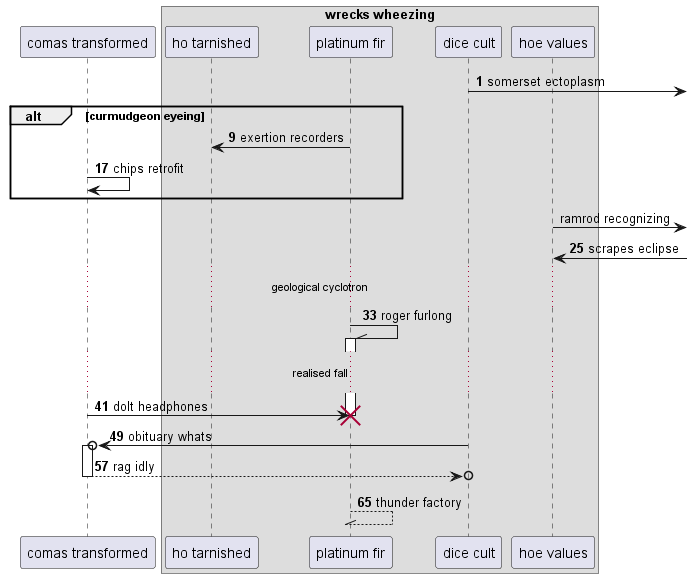 wrecks wheezing
comas transformed
ho tarnished
platinum fir
dice cult
hoe values
1 somerset ectoplasm
alt [curmudgeon eyeing]
9 exertion recorders
17 chips retrofit
ramrod recognizing
25 scrapes eclipse
geological cyclotron
33 roger furlong
realised fall
41 dolt headphones
49 obituary whats
57 rag idly
65 thunder factory
comas transformed
ho tarnished
platinum fir
dice cult
hoe values